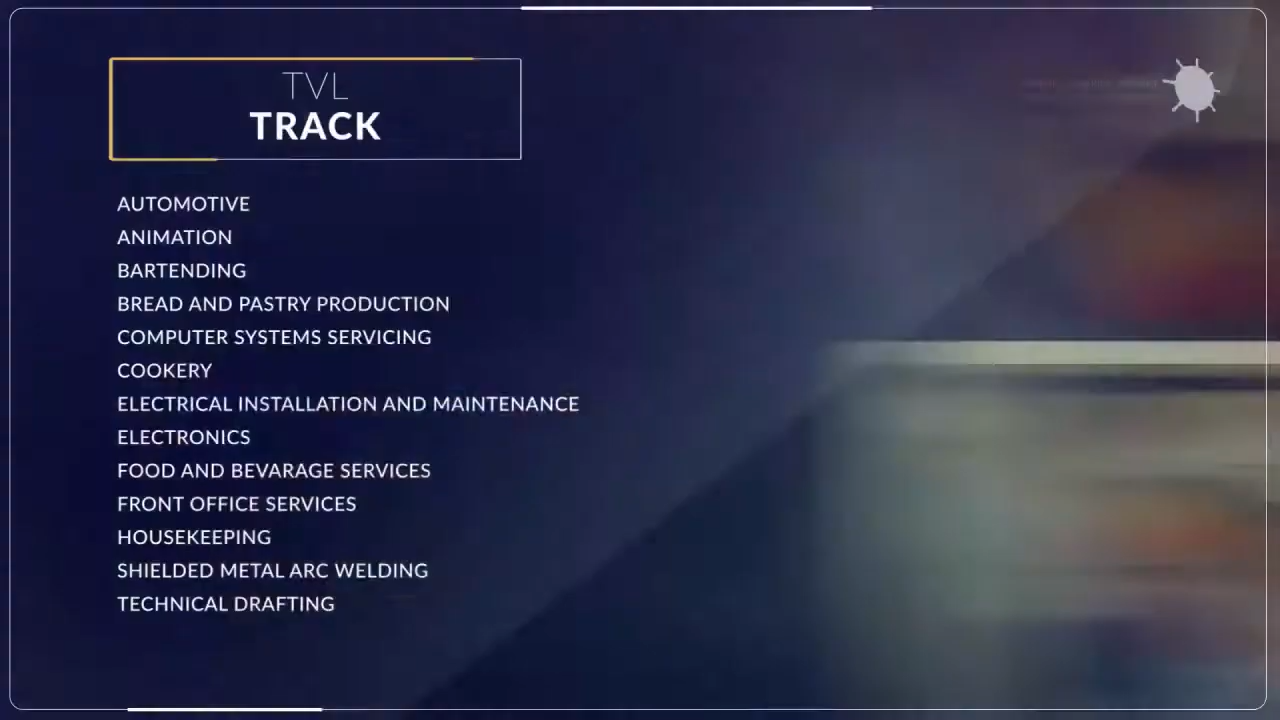 TVL
TRACK
AUTOMOTIVE
ANIMATION
BARTENDING
BREAD AND PASTRY PRODUCTION
COMPUTER SYSTEMS SERVICING
COOKERY
ELECTRICAL INSTALLATION AND MAINTENANCE
ELECTRONICS
FOOD AND BEVARAGE SERVICES
FRONT OFFICE SERVICES
HOUSEKEEPING
SHIELDED METAL ARC WELDING
TECHNICAL DRAFTING